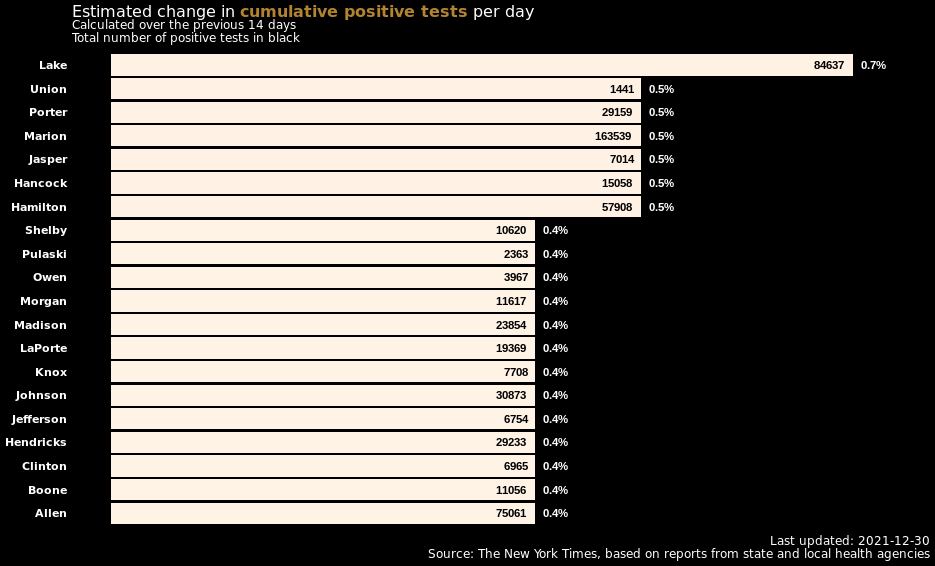 Estimated change in cumulative positive tests per day
Calculated over the previous 14 days
Total number of positive tests in black
Lake 84637 0.7%
Union 1441 0.5%
Porter 29159 0.5%
Marion 163539 0.5%
Jasper 7014 0.5%
Hancock 15058 0.5%
Hamilton 57908 0.5%
Shelby 10620 0.4%
Pulaski 2363 0.4%
Owen 3967 0.4%
Morgan 11617 0.4%
Madison 23854 0.4%
LaPorte 19369 0.4%
Knox 7708 0.4%
Johnson 30873 0.4%
Jefferson 6754 0.4%
Hendricks 29233 0.4%
Clinton 6965 0.4%
Boone 11056 0.4%
Allen 75061 0.4%
Last updated: 2021-12-30
Source: The New York Times, based on reports from state and local health agencies